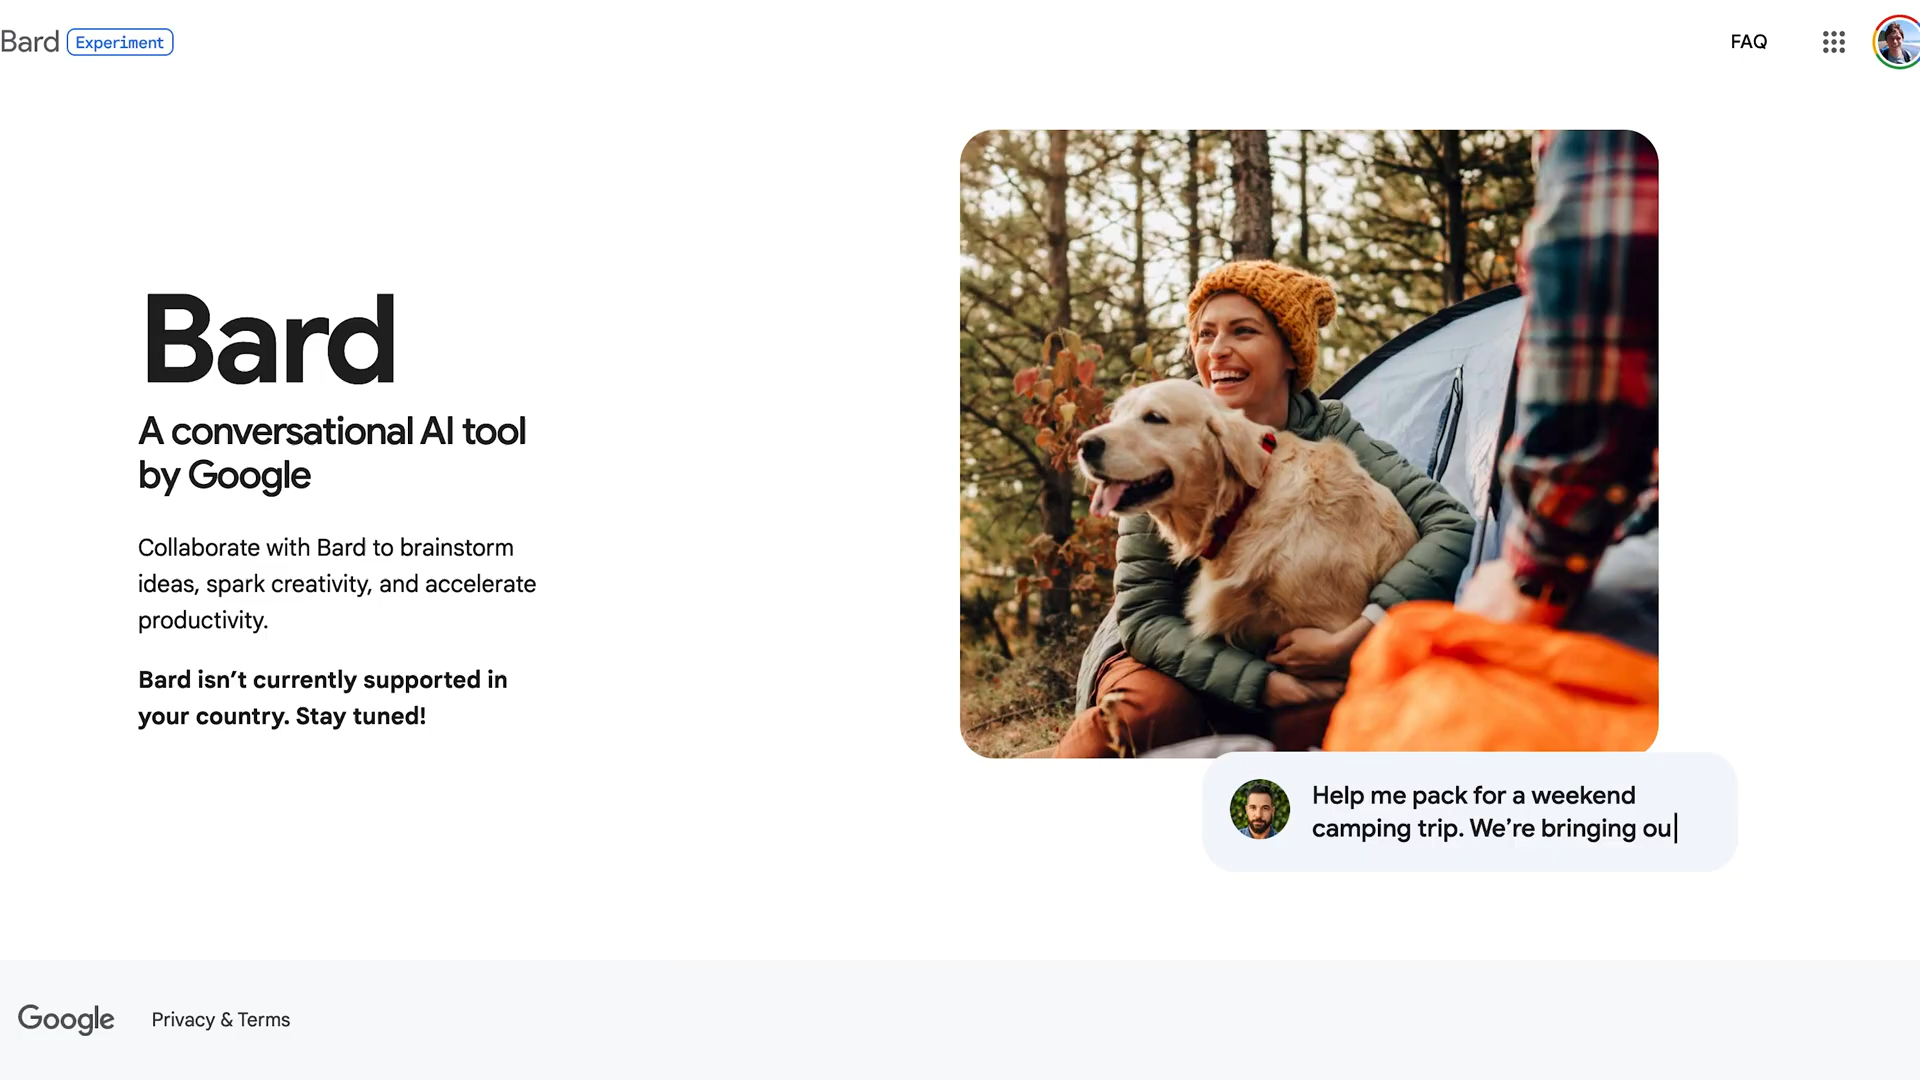 Bard Experiment
FAQ
Bard
A conversational AI tool
by Google
Collaborate with Bard to brainstorm
ideas, spark creativity, and accelerate
productivity.
Bard isn’t currently supported in
your country. Stay tuned!
Help me pack for a weekend
camping trip. We’re bringing ou
Google
Privacy & Terms